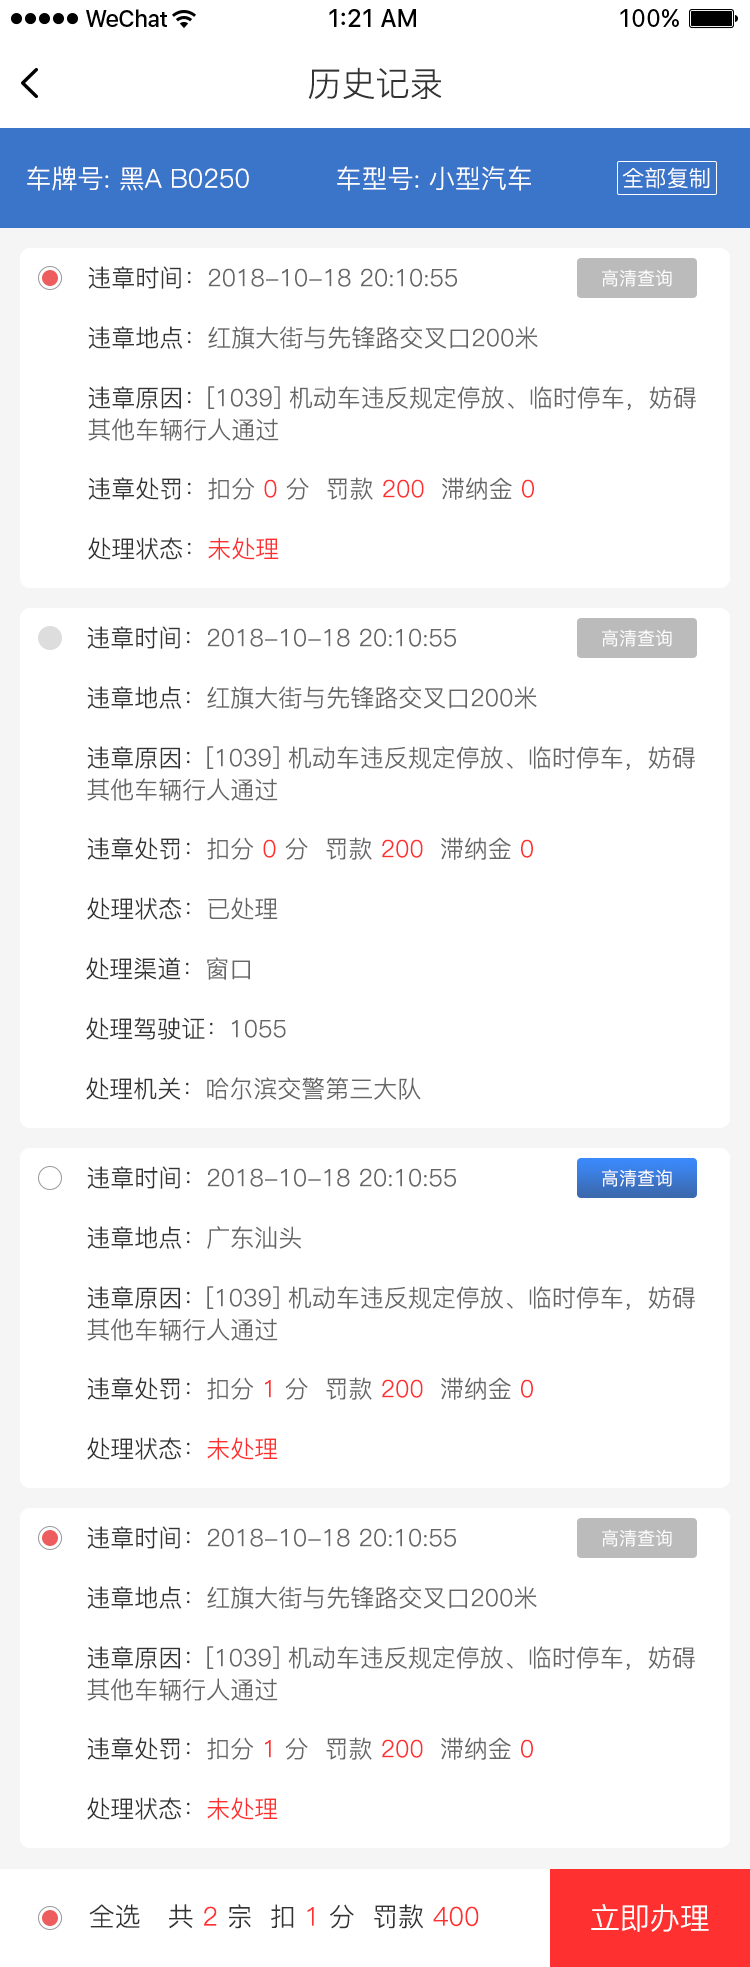 WeChat 1:21 AM 100%
历史记录
车牌号: 黑A B0250 车型号: 小型汽车 全部复制
违章时间：2018-10-18 20:10:55 高清查询
违章地点：红旗大街与先锋路交叉口200米
违章原因：[1039] 机动车违反规定停放、临时停车，妨碍
其他车辆行人通过
违章处罚：扣分 0 分 罚款 200 滞纳金 0
处理状态：未处理
违章时间：2018-10-18 20:10:55 高清查询
违章地点：红旗大街与先锋路交叉口200米
违章原因：[1039] 机动车违反规定停放、临时停车，妨碍
其他车辆行人通过
违章处罚：扣分 0 分 罚款 200 滞纳金 0
处理状态：已处理
处理渠道：窗口
处理驾驶证：1055
处理机关：哈尔滨交警第三大队
违章时间：2018-10-18 20:10:55 高清查询
违章地点：广东汕头
违章原因：[1039] 机动车违反规定停放、临时停车，妨碍
其他车辆行人通过
违章处罚：扣分 1 分 罚款 200 滞纳金 0
处理状态：未处理
违章时间：2018-10-18 20:10:55 高清查询
违章地点：红旗大街与先锋路交叉口200米
违章原因：[1039] 机动车违反规定停放、临时停车，妨碍
其他车辆行人通过
违章处罚：扣分 1 分 罚款 200 滞纳金 0
处理状态：未处理
全选 共 2 宗 扣 1 分 罚款 400 立即办理